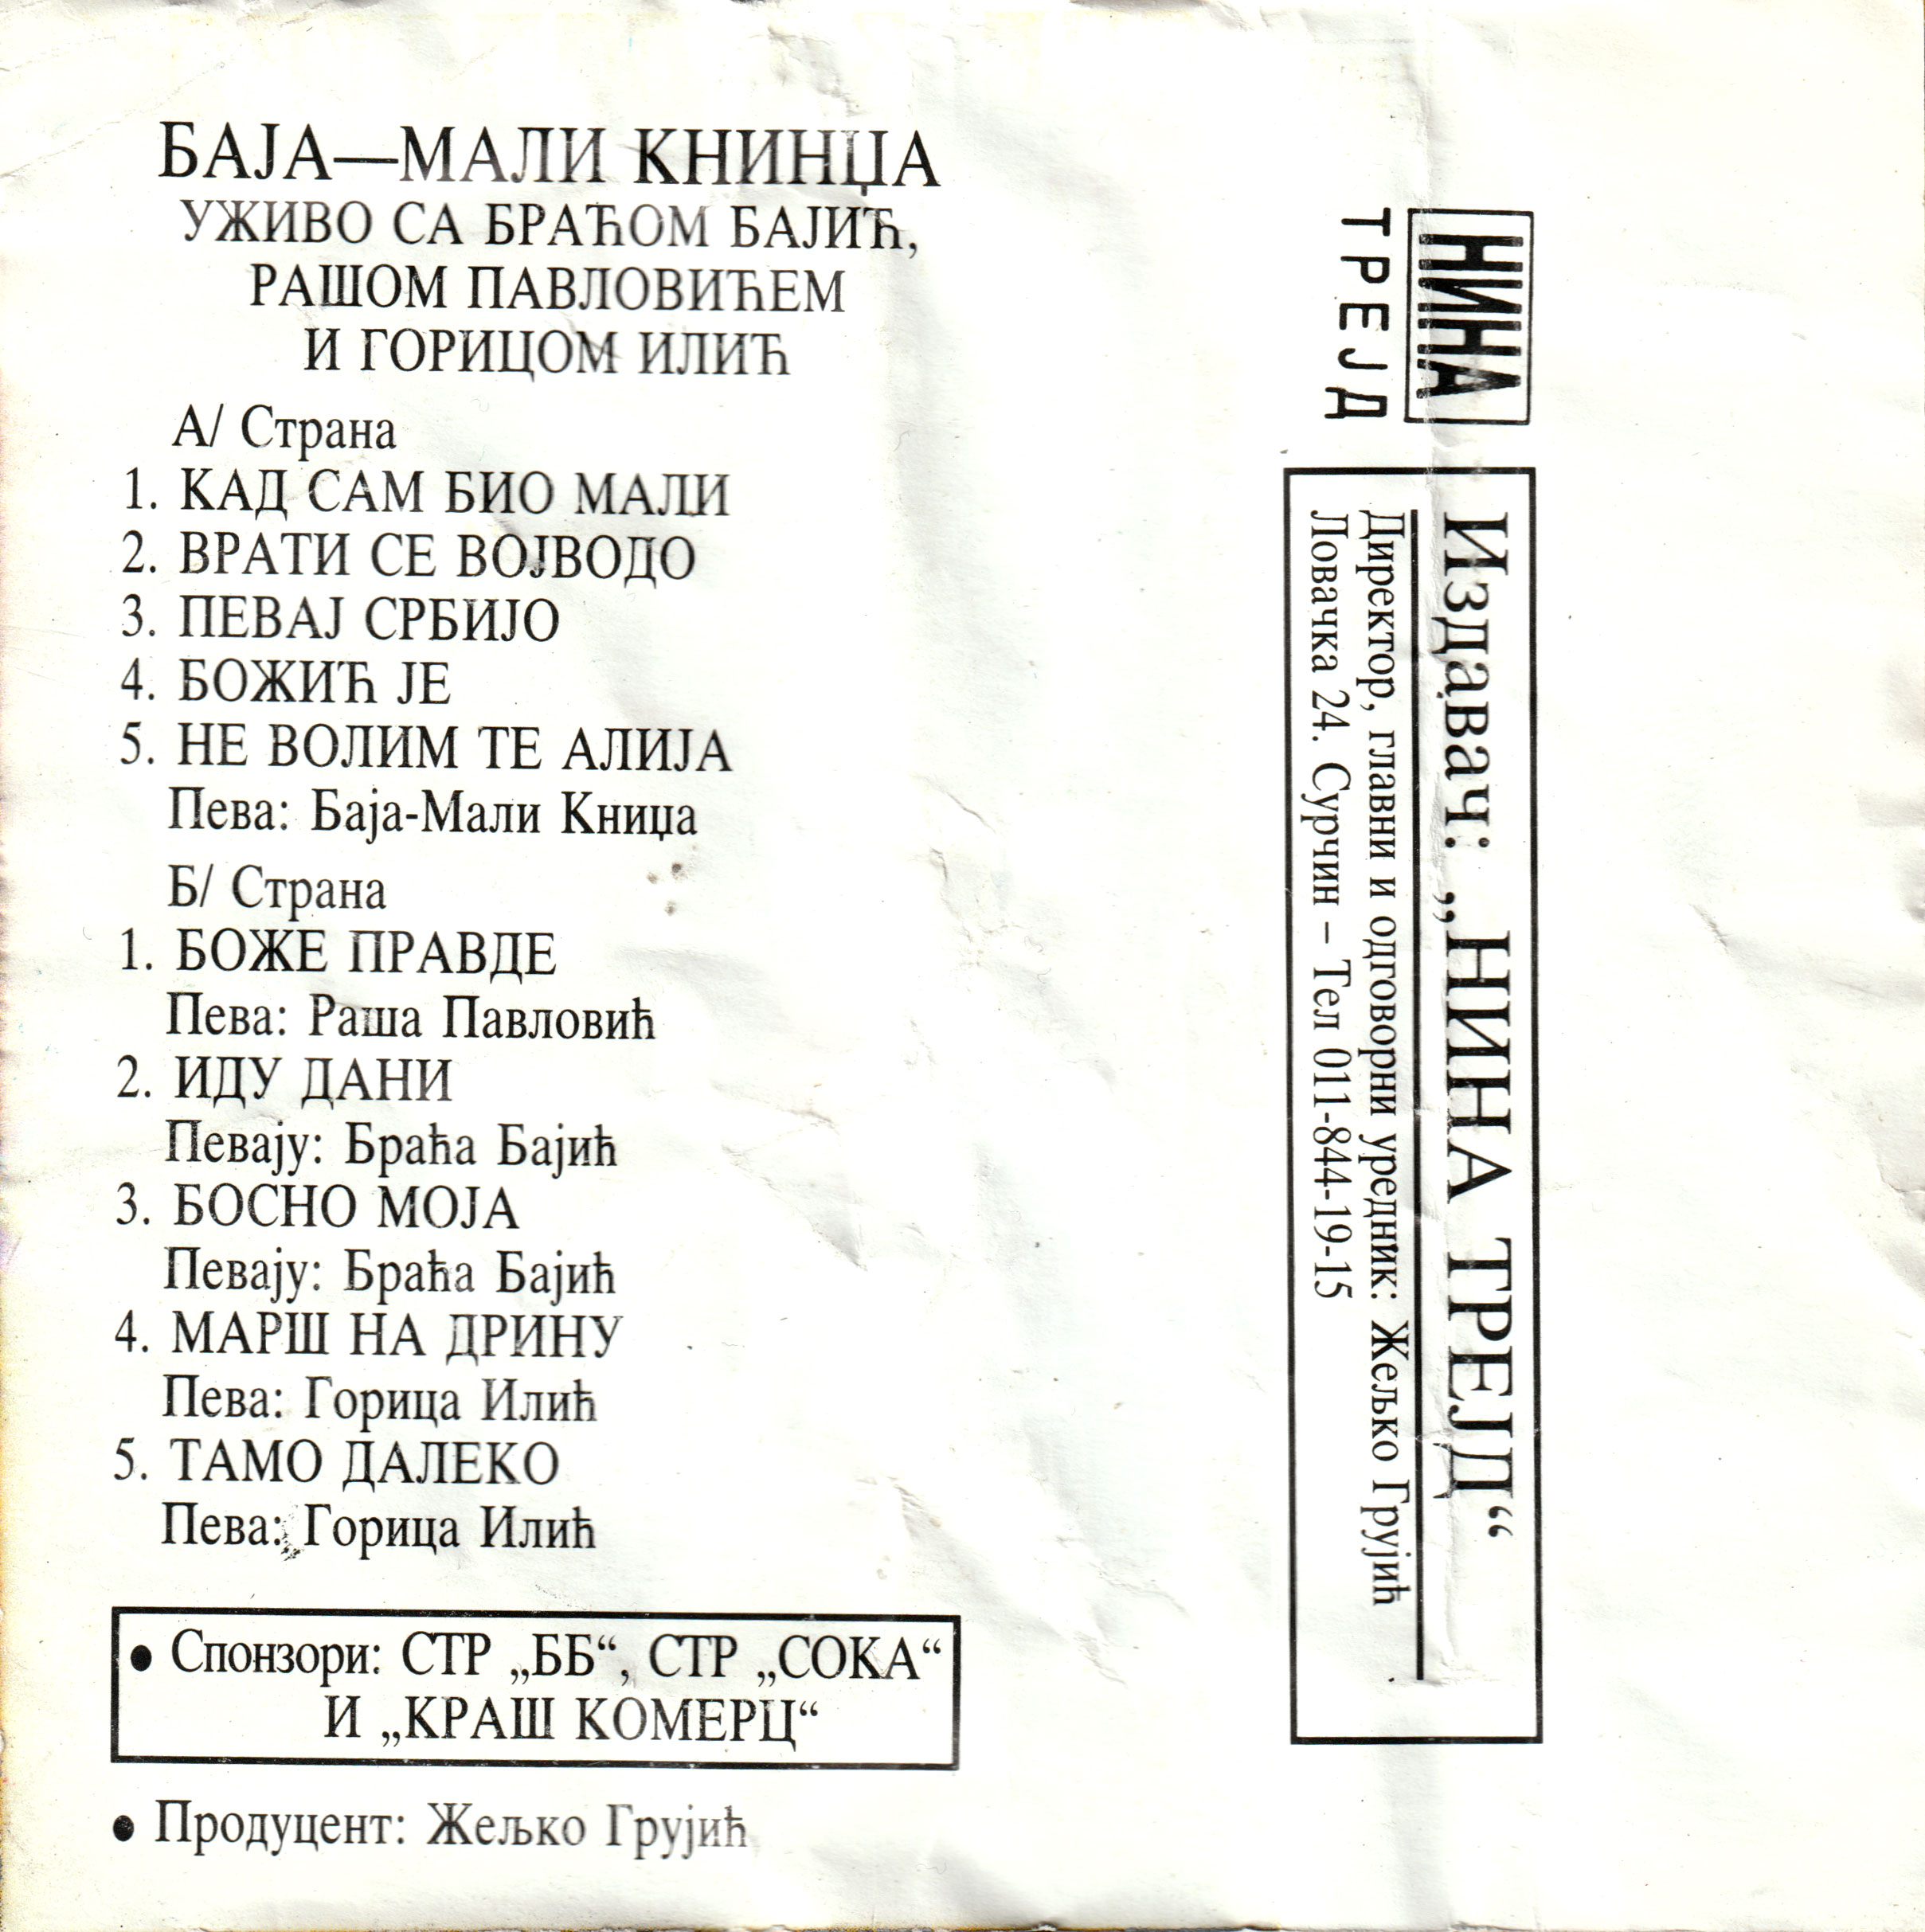 БАЈА—МАЛИ КНИНЏА
УЖИВО СА БРАЋОМ БАЈИЋ,
РАШОМ ПАВЛОВИЋЕМ
И ГОРИЦОМ ИЛИЋ
А/ Страна
1. КАД САМ БИО МАЛИ
2. ВРАТИ СЕ ВОЈВОДО
3. ПЕВАЈ СРБИЈО
4. БОЖИЋ ЈЕ
5. НЕ ВОЛИМ ТЕ АЛИЈА
Пева: Баја-Мали Книџа
Б/ Страна
1. БОЖЕ ПРАВДЕ
Пева: Раша Павловић
2. ИДУ ДАНИ
Певају: Браћа Бајић
3. БОСНО МОЈА
Певају: Браћа Бајић
4. МАРШ НА ДРИНУ
Пева: Горица Илић
5. ТАМО ДАЛЕКО
Пева: Горица Илић
• Спонзори: СТР „ББ“, СТР „СОКА“
И „КРАШ КОМЕРЦ“
• Продуцент: Жељко Грујић
НИНА
ТРЕЈД
Издавач: „НИНА ТРЕЈД“
Директор, главни и одговорни уредник: Жељко Грујић
Ловачка 24. Сурчин – Тел 011-844-19-15